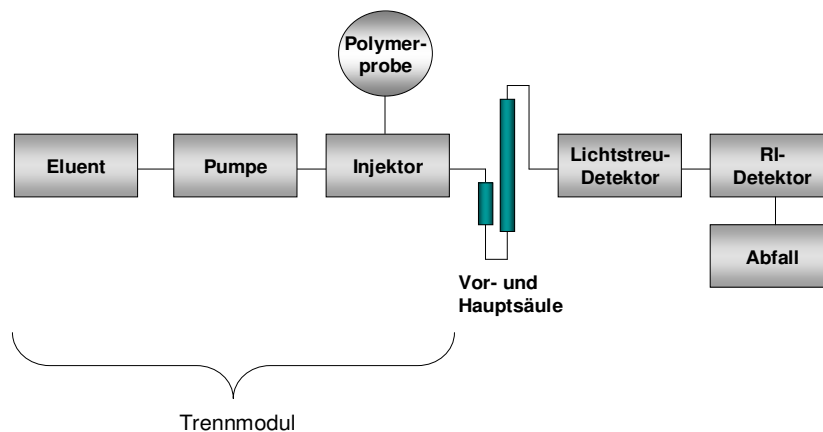 Polymer-
probe
Eluent
Pumpe
Injektor
Lichtstreu-
Detektor
RI-
Detektor
Abfall
Vor- und
Hauptsäule
Trennmodul